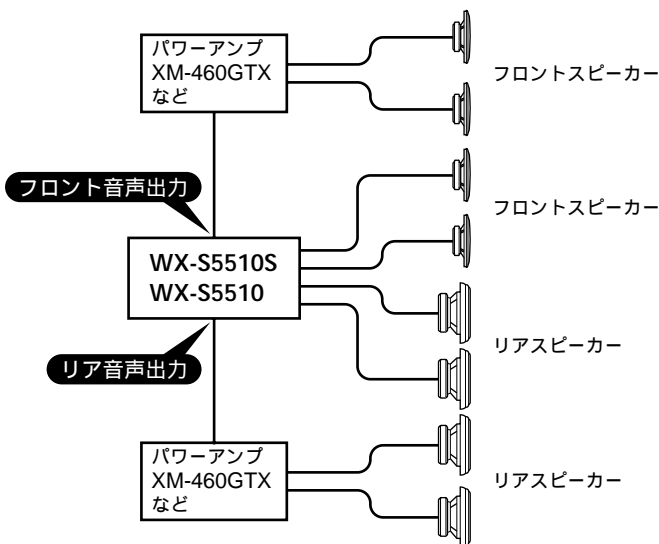 パワーアンプ
XM-460GTX
など
フロントスピーカー
フロント音声出力
フロントスピーカー
WX-S5510S
WX-S5510
リアスピーカー
リア音声出力
パワーアンプ
XM-460GTX
など
リアスピーカー